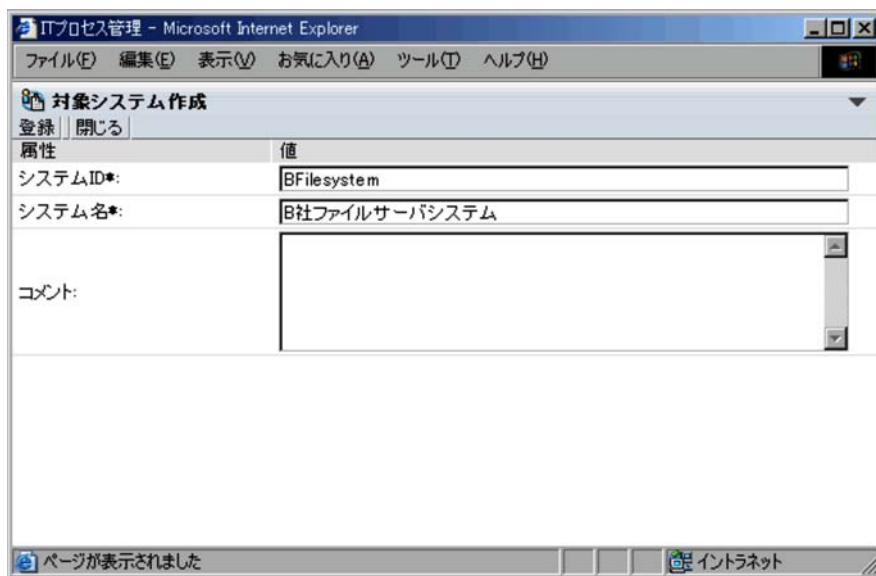 ITプロセス管理 - Microsoft Internet Explorer
ファイル(F) 編集(E) 表示(V) お気に入り(A) ツール(T) ヘルプ(H)
対象システム作成
登録 閉じる
属性 値
システムID*: BFilesystem
システム名*: B社ファイルサーバシステム
コメント:
ページが表示されました イントラネット